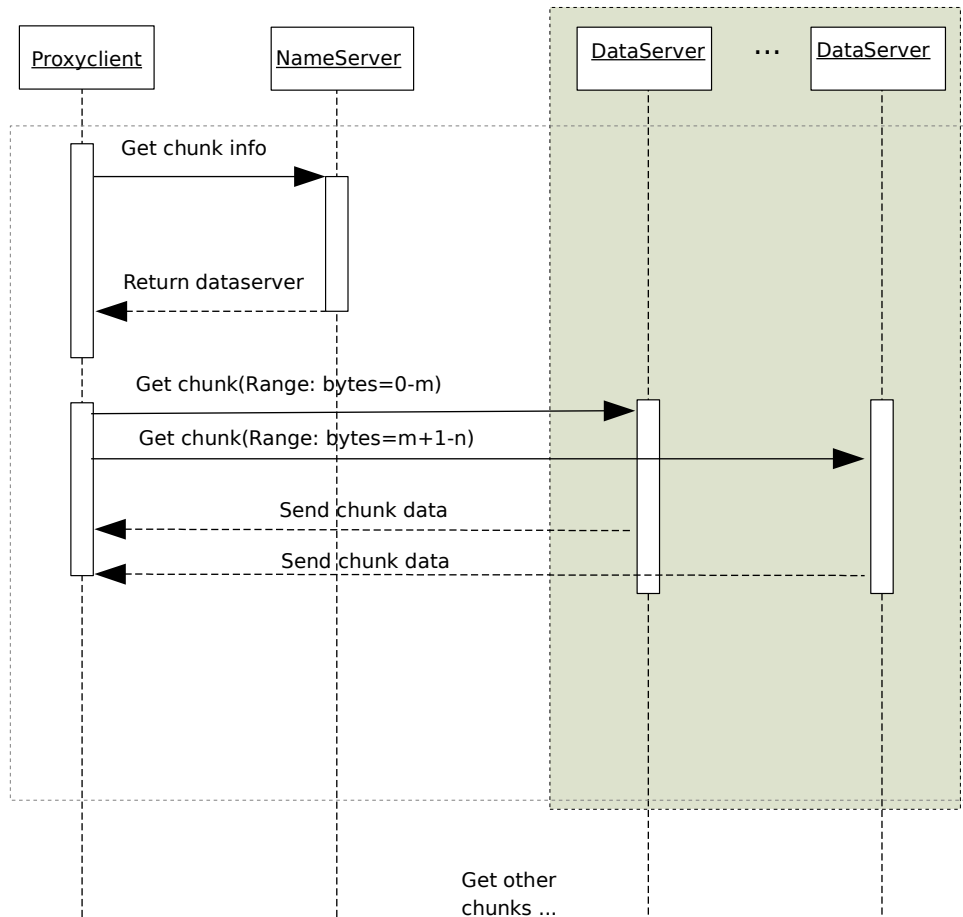 Proxyclient
NameServer
DataServer
...
DataServer
Get chunk info
Return dataserver
Get chunk(Range: bytes=0-m)
Get chunk(Range: bytes=m+1-n)
Send chunk data
Send chunk data
Get other
chunks ...